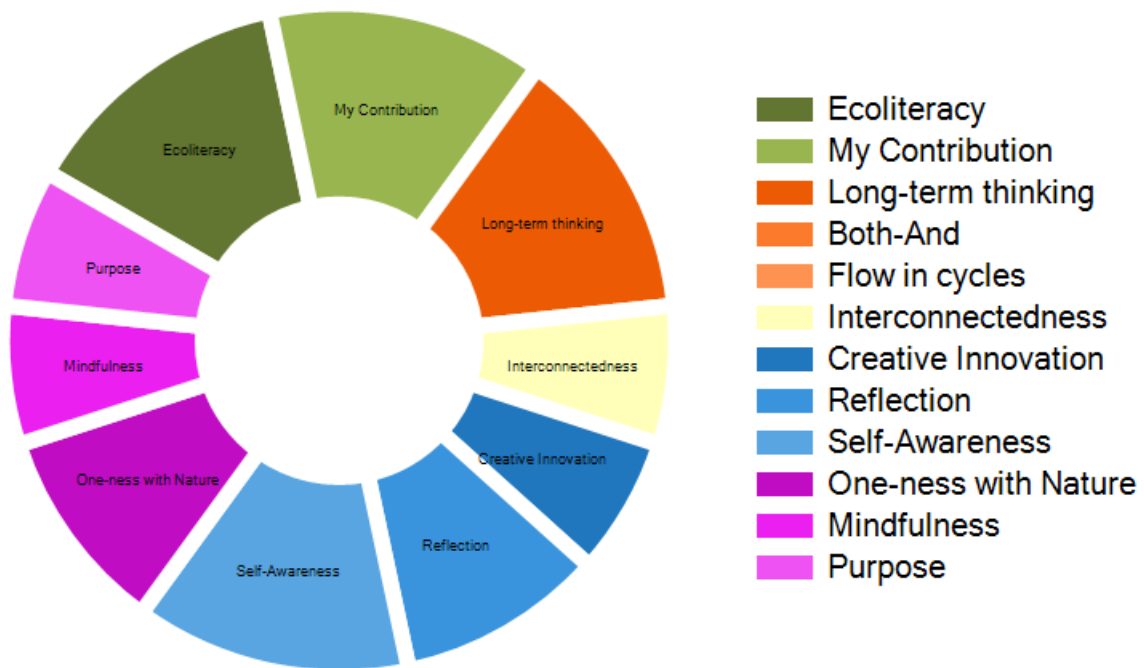 My Contribution
Ecoliteracy
Long-term thinking
Purpose
Mindfulness
Interconnectedness
Creative Innovation
One-ness with Nature
Reflection
Self-Awareness
Ecoliteracy
My Contribution
Long-term thinking
Both-And
Flow in cycles
Interconnectedness
Creative Innovation
Reflection
Self-Awareness
One-ness with Nature
Mindfulness
Purpose